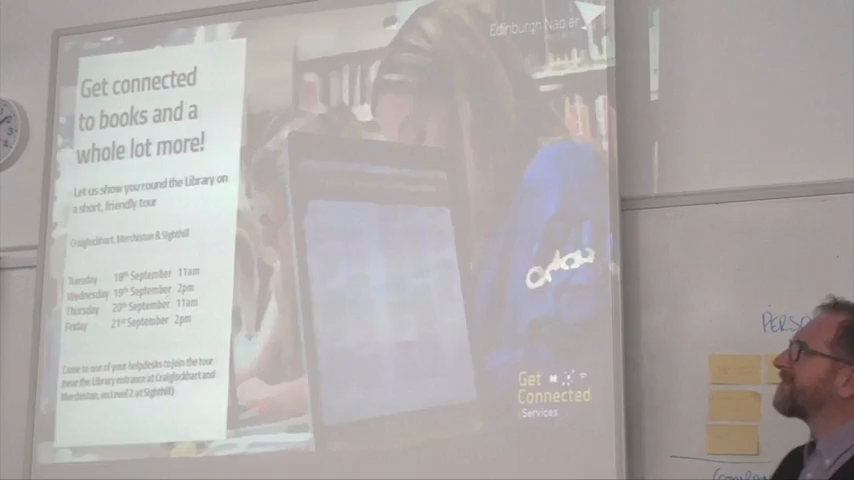 Edinburgh Napier
Get connected
to books and a
whole lot more!
Let us show you round the Library on
a short, friendly tour
Craiglockhart, Merchiston & Sighthill
Tuesday 18th September 11am
Wednesday 19th September 2pm
Thursday 20th September 11am
Friday 21st September 2pm
Come to one of your helpdesks to join the tour
(near the Library entrance at Craiglockhart and
Merchiston, on Level 2 at Sighthill)
Get
Connected
Services
2
3
4